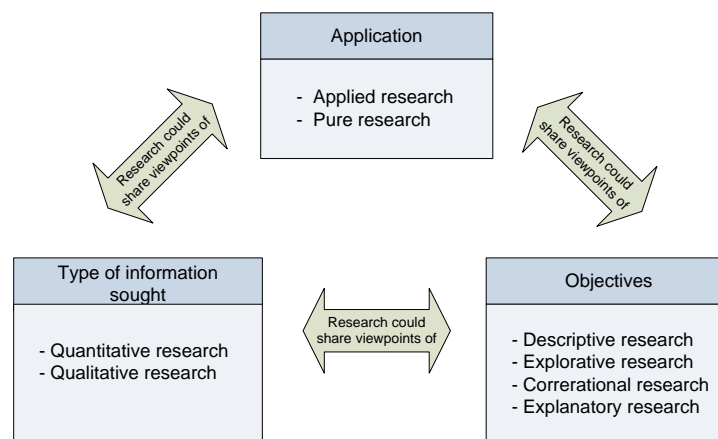 Application
- Applied research
- Pure research
Research could
share viewpoints of
Research could
share viewpoints of
Type of information
sought
- Quantitative research
- Qualitative research
Research could
share viewpoints of
Objectives
- Descriptive research
- Explorative research
- Correrational research
- Explanatory research